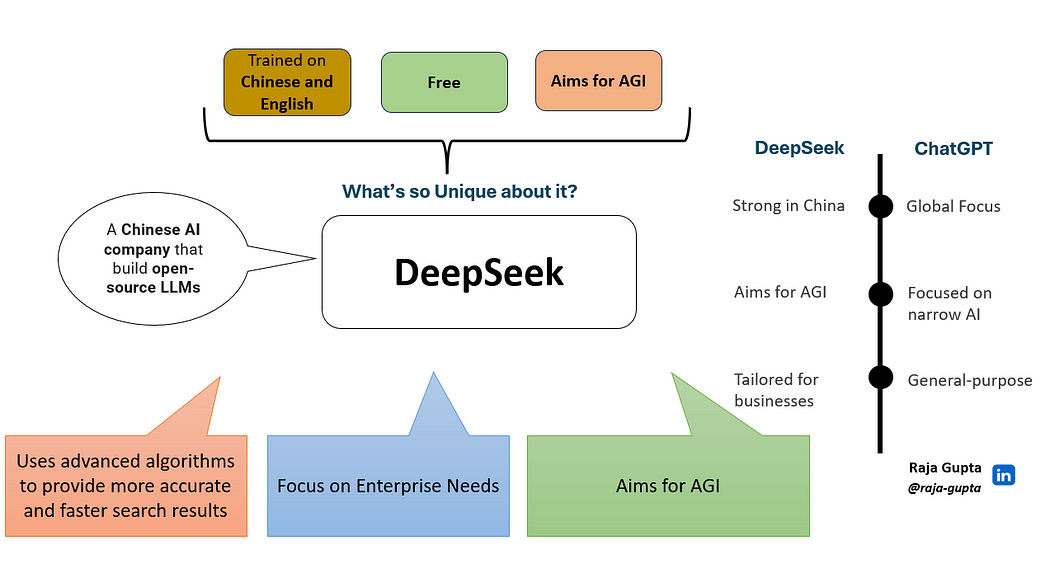 Trained on
Chinese and
English
Free
Aims for AGI
What's so Unique about it?
A Chinese AI
company that
build open-
source LLMs
DeepSeek
Uses advanced algorithms
to provide more accurate
and faster search results
Focus on Enterprise Needs
Aims for AGI
DeepSeek
ChatGPT
Strong in China
Global Focus
Aims for AGI
Focused on
narrow AI
Tailored for
businesses
General-purpose
Raja Gupta
@raja-gupta
in